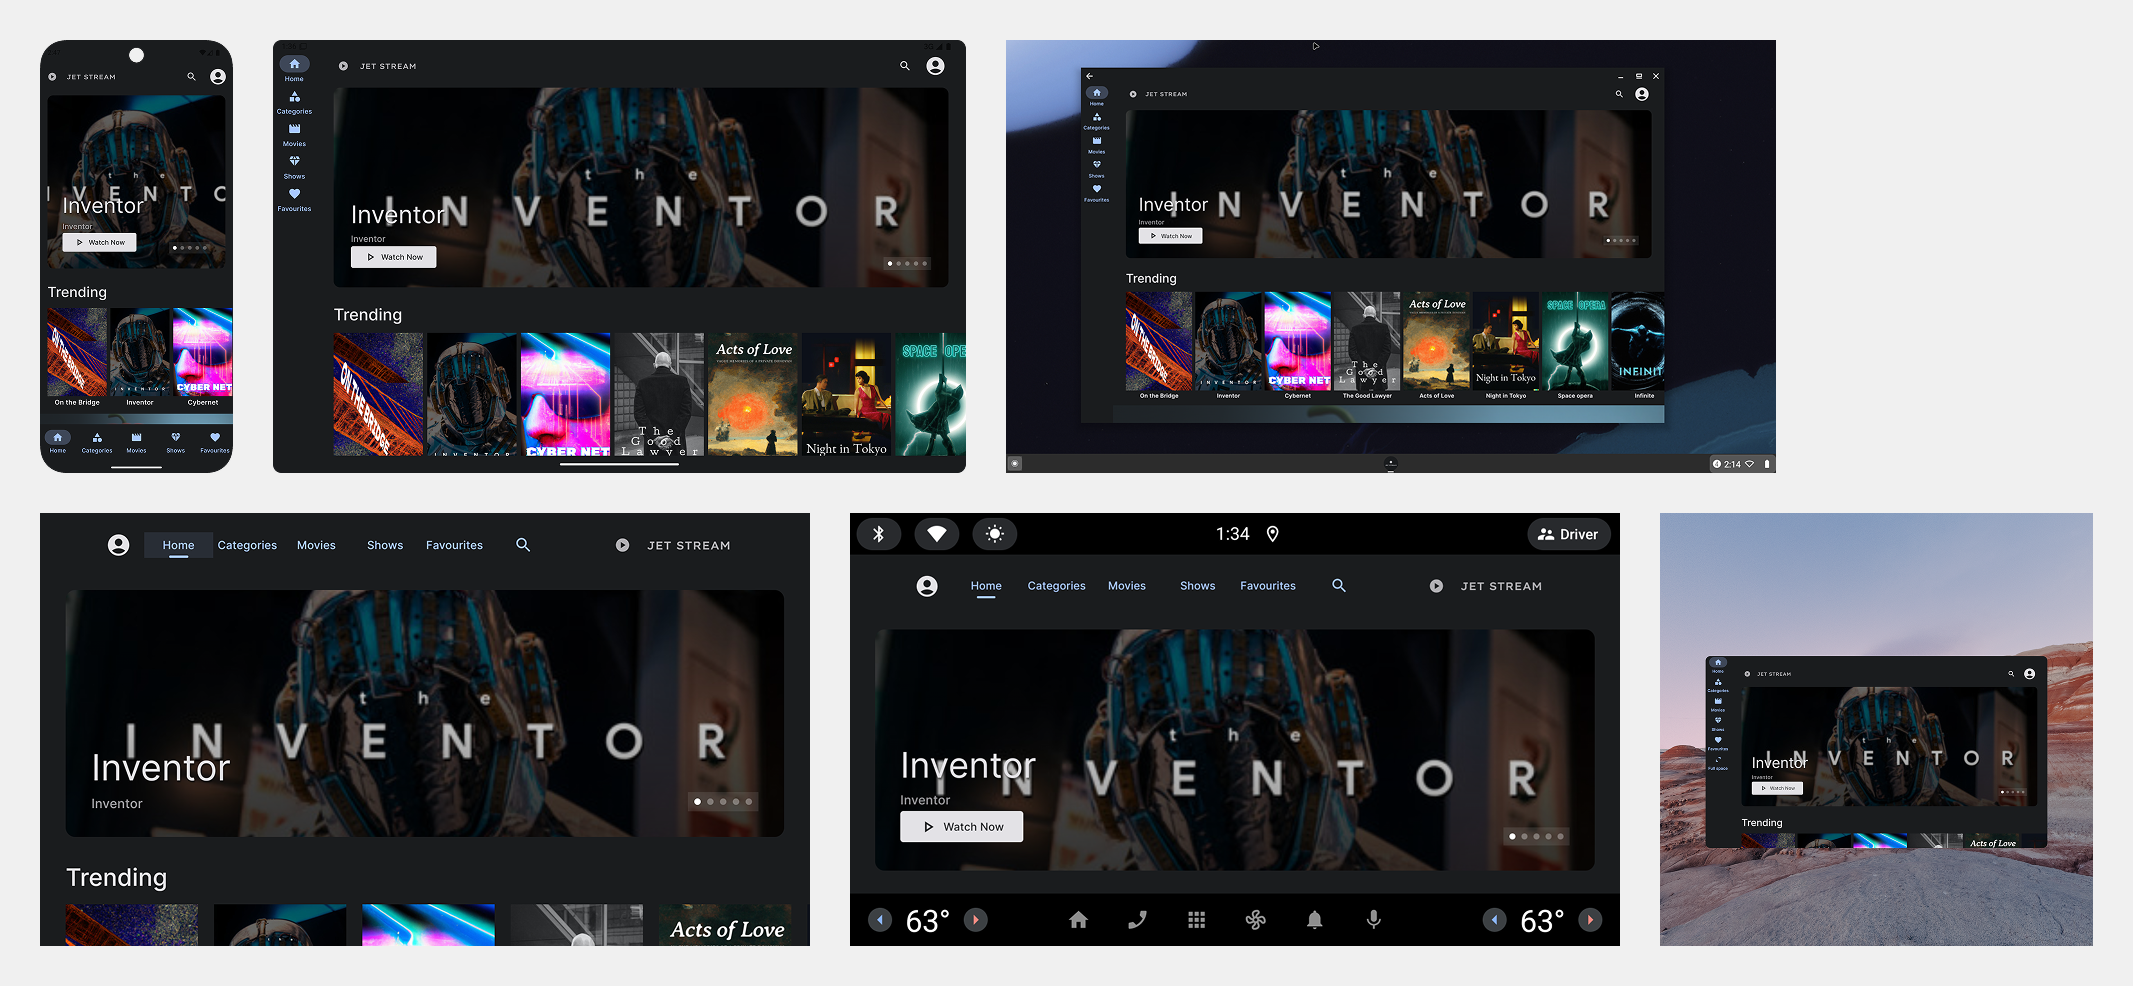 JET STREAM
the
INVENTO
Inventor
Inventor
Watch Now
Trending
ON THE BRIDGE
INVENTOR
CYBER NET
On the Bridge Inventor Cybernet
Home Categories Movies Shows Favourites
Home
Categories
Movies
Shows
Favourites
JET STREAM
the
INVENTOR
Inventor
Inventor
Watch Now
Trending
ON THE BRIDGE
INVENTOR
CYBER NET
The Good Lawyer
Acts of Love
Night in Tokyo
SPACE OPE
Home
Categories
Movies
Shows
Favourites
JET STREAM
the
INVENTOR
Inventor
Inventor
Watch Now
Trending
ON THE BRIDGE
INVENTOR
CYBER NET
The Good Lawyer
Acts of Love
Night in Tokyo
SPACE OPERA
INFINIT
On the Bridge Inventor Cybernet The Good Lawyer Acts of Love Night in Tokyo Space opera Infinite
2:14
Home Categories Movies Shows Favourites JET STREAM
the
INVENTOR
Inventor
Inventor
Trending
Acts of Love
1:34 Driver
Home Categories Movies Shows Favourites JET STREAM
the
INVENTOR
Inventor
Inventor
Watch Now
63° 63°
Home
Categories
Movies
Shows
Favourites
Full space
JET STREAM
the
INVENTOR
Inventor
Inventor
Watch Now
Trending
Acts of Love